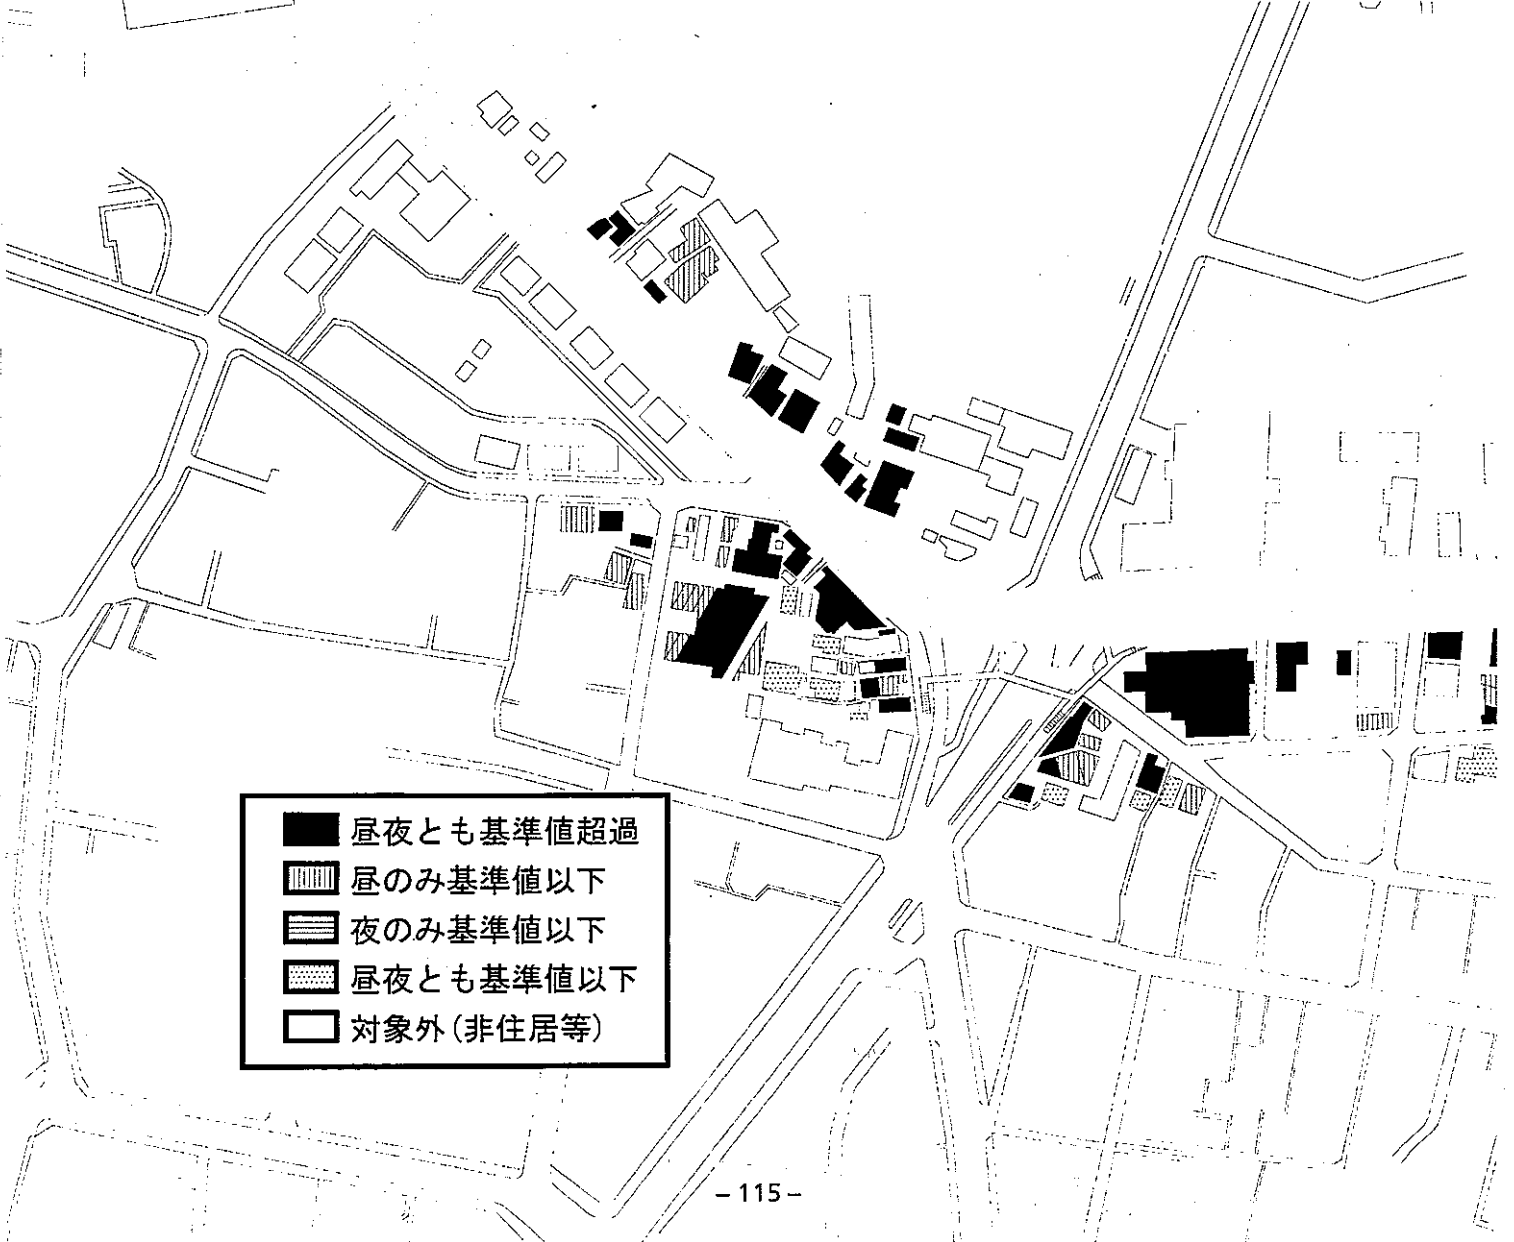 昼夜とも基準値超過
昼のみ基準値以下
夜のみ基準値以下
昼夜とも基準値以下
対象外(非住居等)
－115－